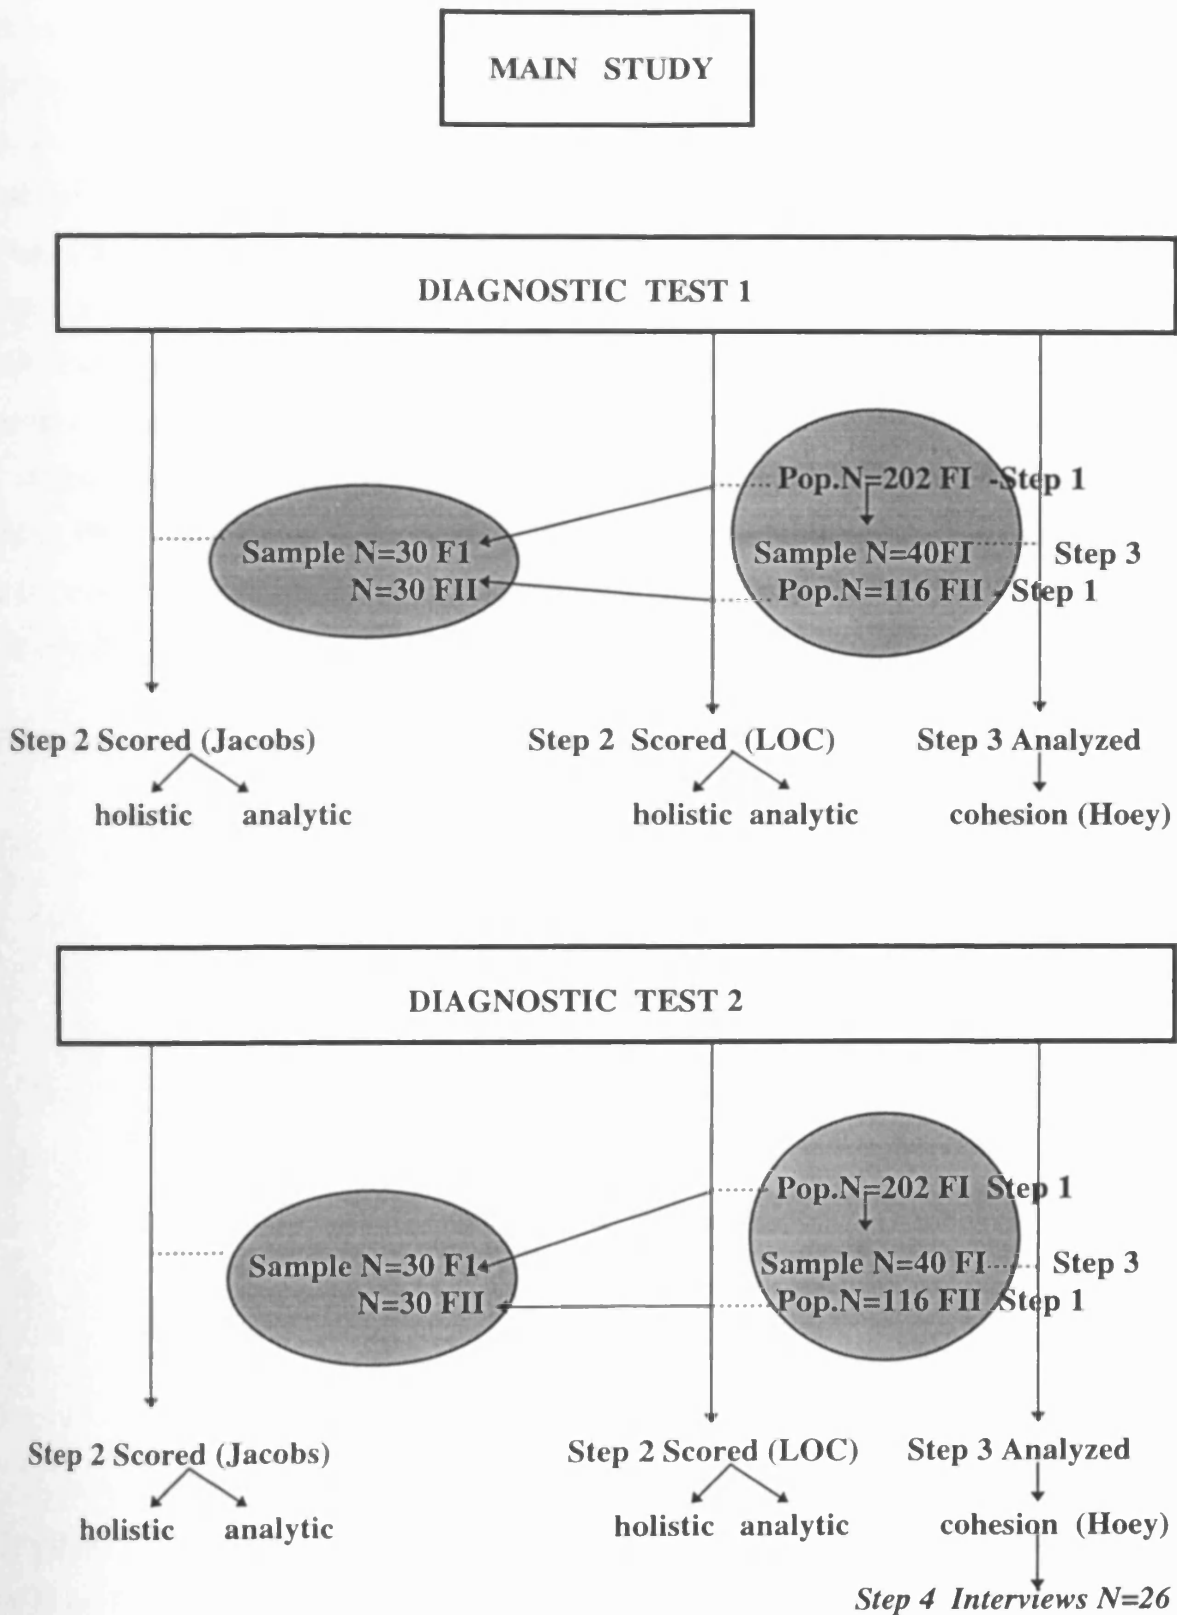 MAIN STUDY
DIAGNOSTIC TEST 1
Pop.N=202 FI -Step 1
Sample N=30 F1
Sample N=40FI
Step 3
N=30 FII
Pop.N=116 FII - Step 1
Step 2 Scored (Jacobs)
Step 2 Scored (LOC)
Step 3 Analyzed
holistic analytic
holistic analytic
cohesion (Hoey)
DIAGNOSTIC TEST 2
Pop.N=202 FI Step 1
Sample N=30 F1
Sample N=40 FI
Step 3
N=30 FII
Pop.N=116 FII Step 1
Step 2 Scored (Jacobs)
Step 2 Scored (LOC)
Step 3 Analyzed
holistic analytic
holistic analytic
cohesion (Hoey)
Step 4 Interviews N=26